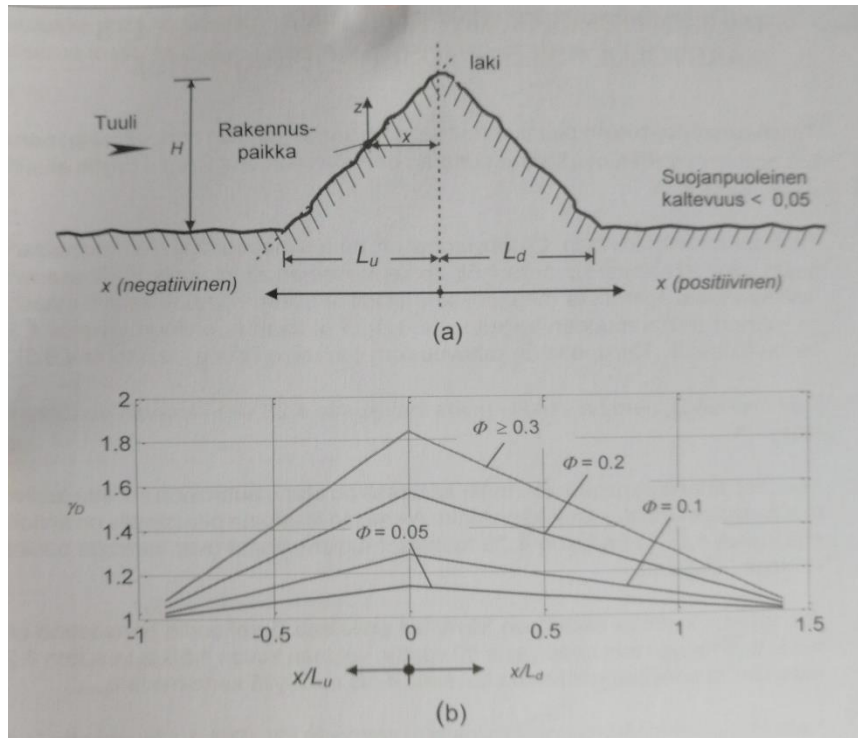 laki
Tuuli
z
Rakennus-
paikka
x
H
Suojanpuoleinen
kaltevuus < 0,05
Lu
Ld
x (negatiivinen)
x (positiivinen)
(a)
2
1.8
1.6
1.4
1.2
1
γD
Φ ≥ 0.3
Φ = 0.2
Φ = 0.1
Φ = 0.05
-1
-0.5
0
0.5
1
1.5
x/Lu
x/Ld
(b)